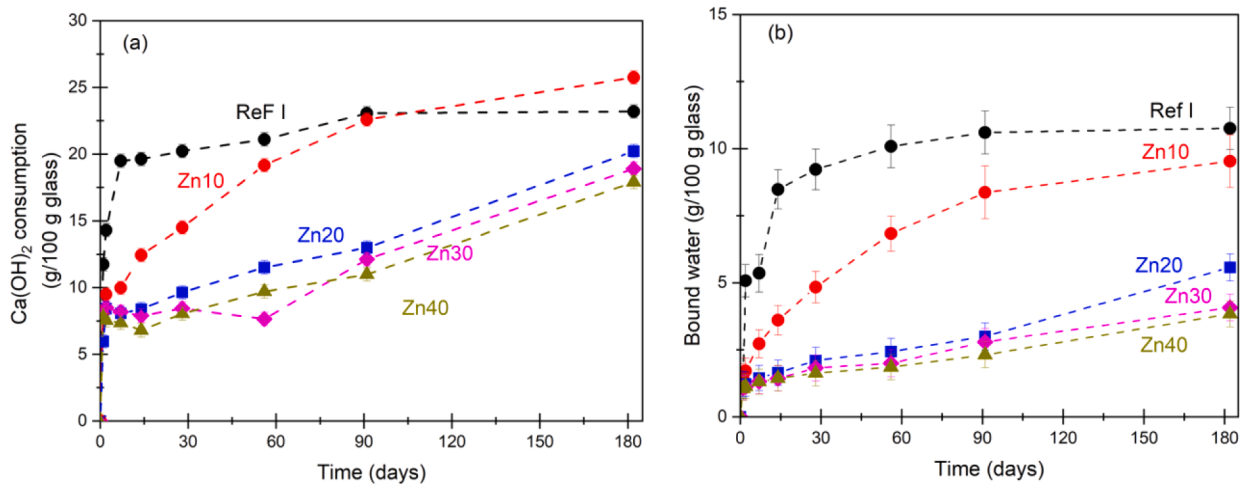 (a)
Ca(OH)₂ consumption
(g/100 g glass)
30
25
20
15
10
5
0
ReF I
Zn10
Zn20
Zn30
Zn40
0 30 60 90 120 150 180
Time (days)
(b)
Bound water (g/100 g glass)
15
10
5
0
Ref I
Zn10
Zn20
Zn30
Zn40
0 30 60 90 120 150 180
Time (days)